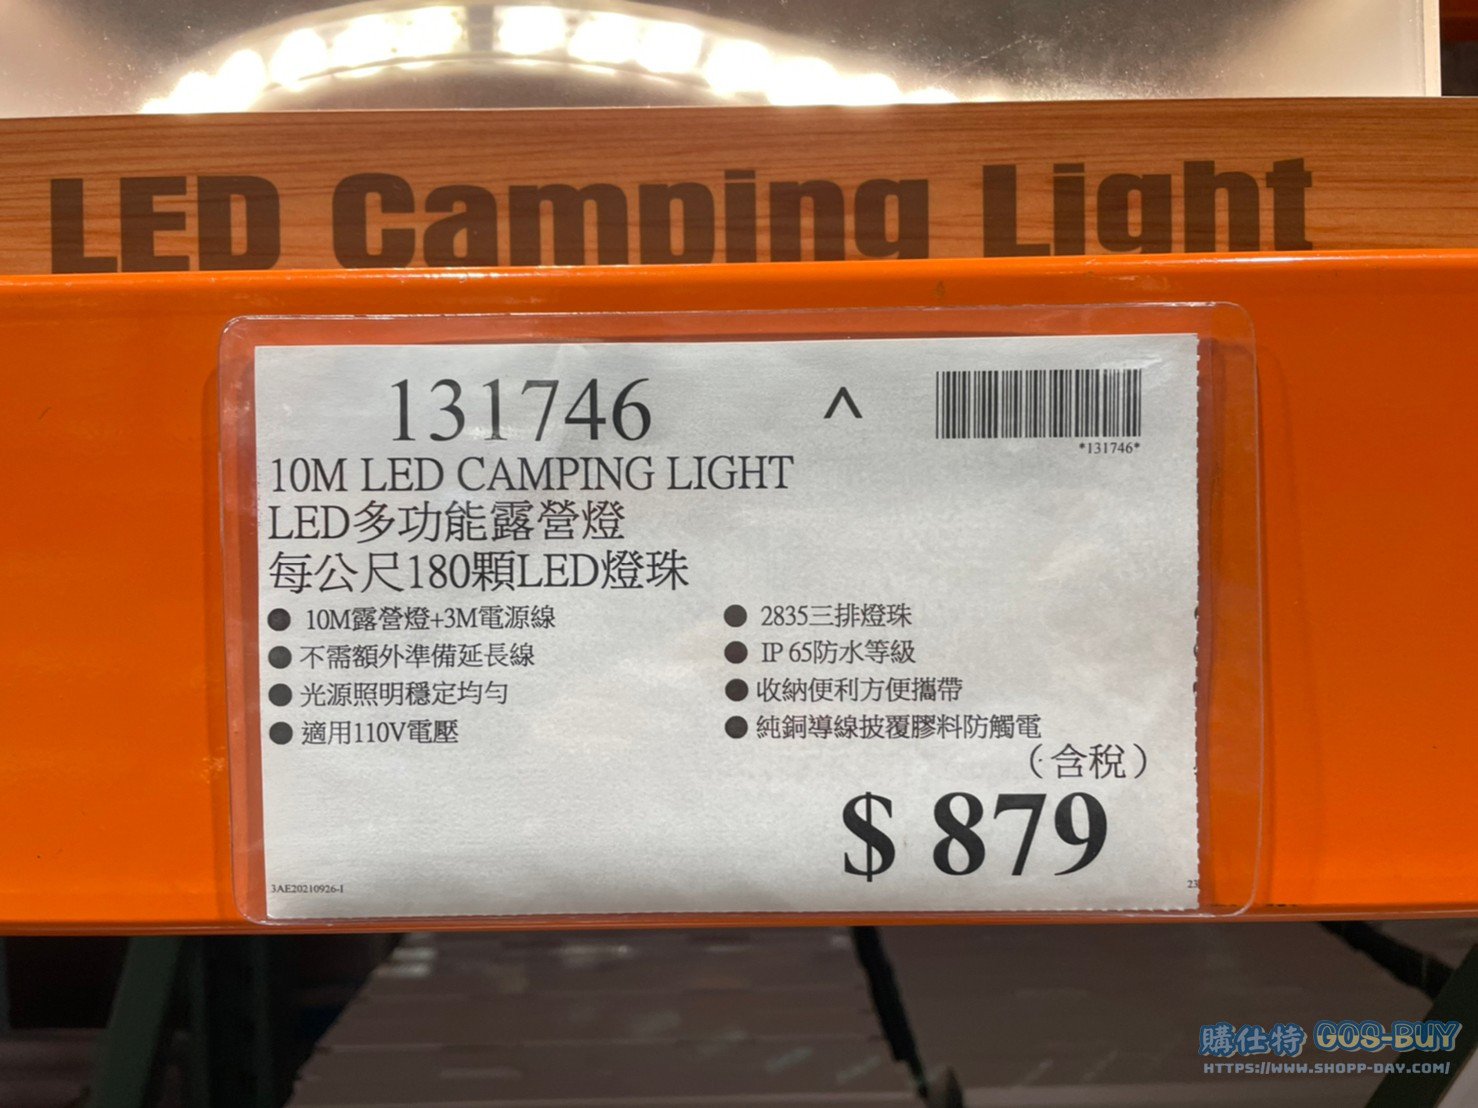 LED Camping Light
131746 ^
*131746*
10M LED CAMPING LIGHT
LED多功能露營燈
每公尺180顆LED燈珠
● 10M露營燈+3M電源線
● 不需額外準備延長線
● 光源照明穩定均勻
● 適用110V電壓
● 2835三排燈珠
● IP 65防水等級
● 收納便利方便攜帶
● 純銅導線披覆膠料防觸電
（含稅）
$ 879
3AE20210926-1
23
購仕特 GOS-BUY
HTTPS://WWW.SHOPP-DAY.COM/